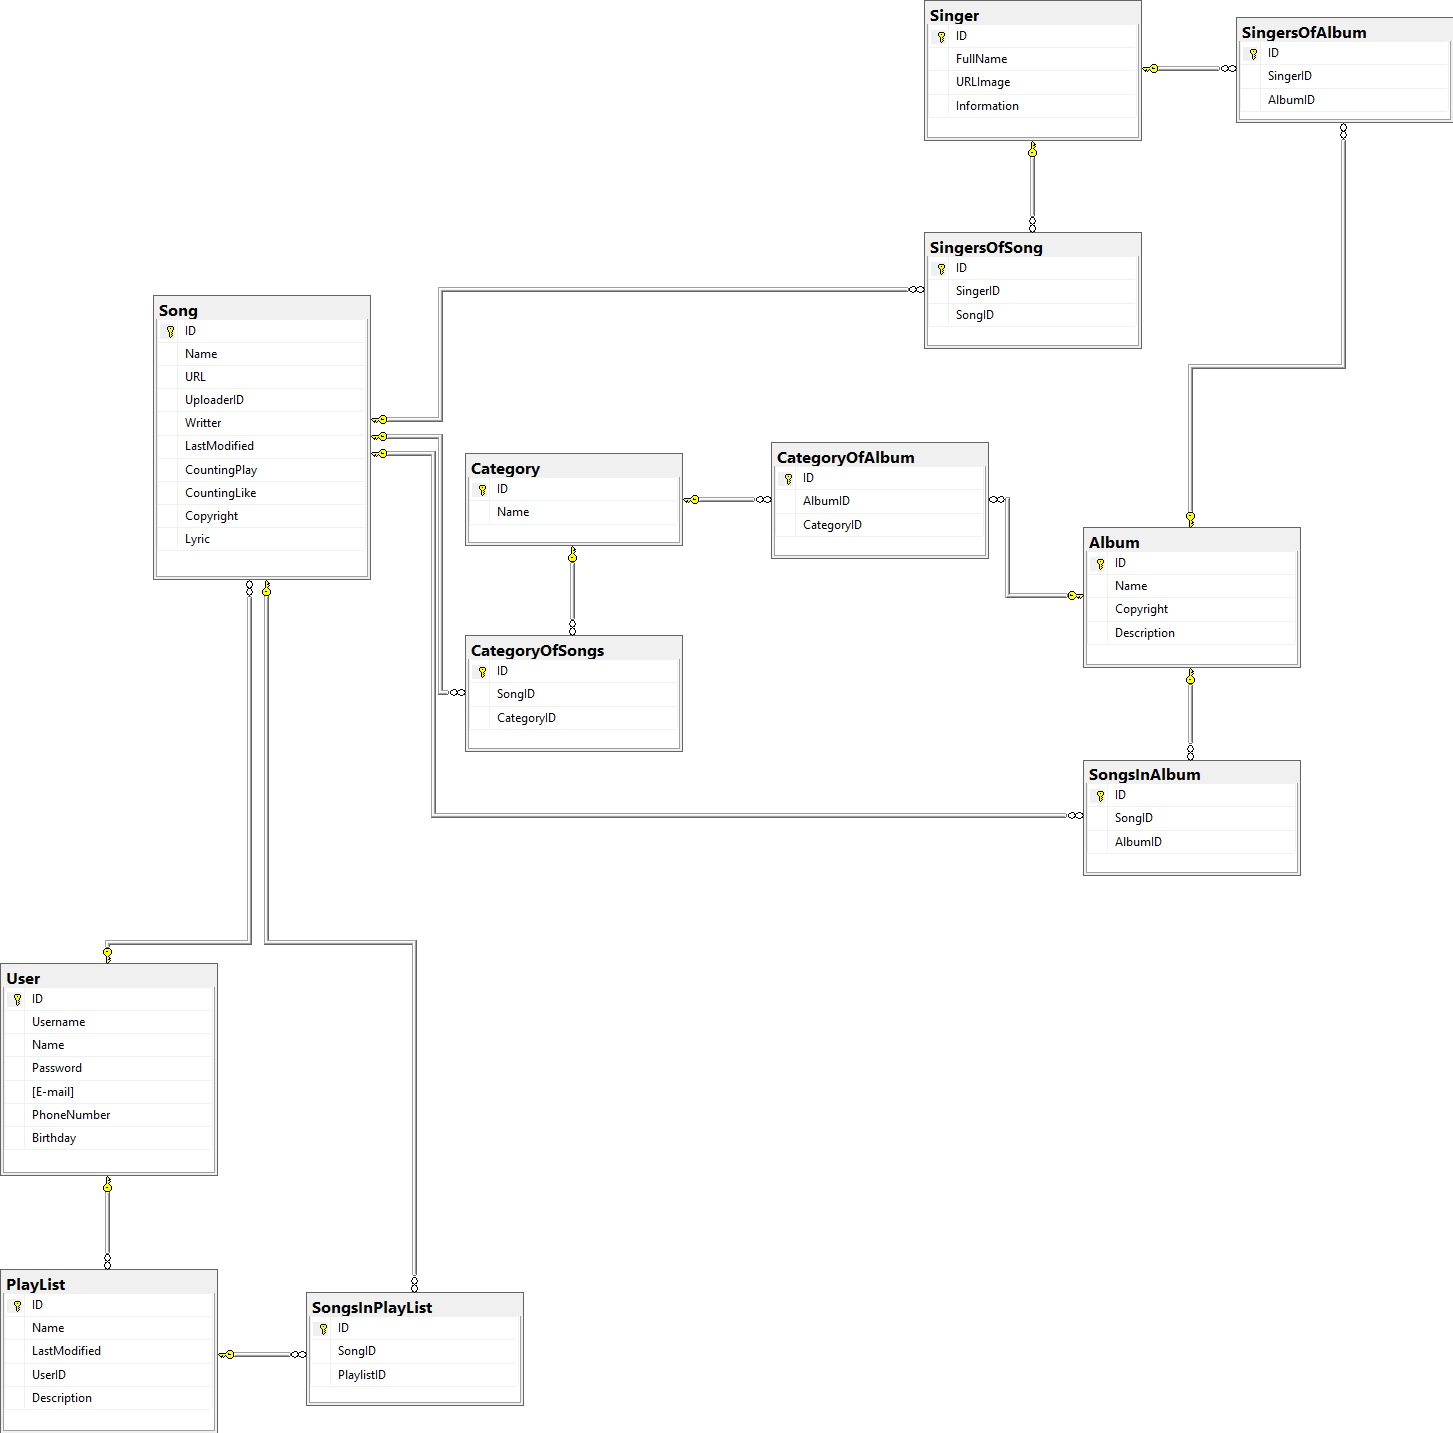 Singer
ID
FullName
URLImage
Information
SingersOfAlbum
ID
SingerID
AlbumID
SingersOfSong
ID
SingerID
SongID
Song
ID
Name
URL
UploaderID
Writter
LastModified
CountingPlay
CountingLike
Copyright
Lyric
Category
ID
Name
CategoryOfAlbum
ID
AlbumID
CategoryID
Album
ID
Name
Copyright
Description
CategoryOfSongs
ID
SongID
CategoryID
SongsInAlbum
ID
SongID
AlbumID
User
ID
Username
Name
Password
[E-mail]
PhoneNumber
Birthday
PlayList
ID
Name
LastModified
UserID
Description
SongsInPlayList
ID
SongID
PlaylistID